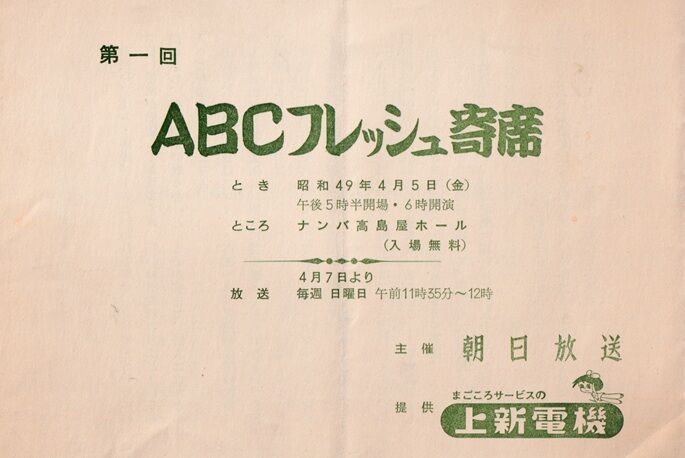 第一回
ABCフレッシュ寄席
とき 昭和49年4月5日(金)
午後5時半開場・6時開演
ところ ナンバ高島屋ホール
(入場無料)
4月7日より
放送 毎週 日曜日 午前11時35分〜12時
主催 朝日放送
まごころサービスの
提供 上新電機